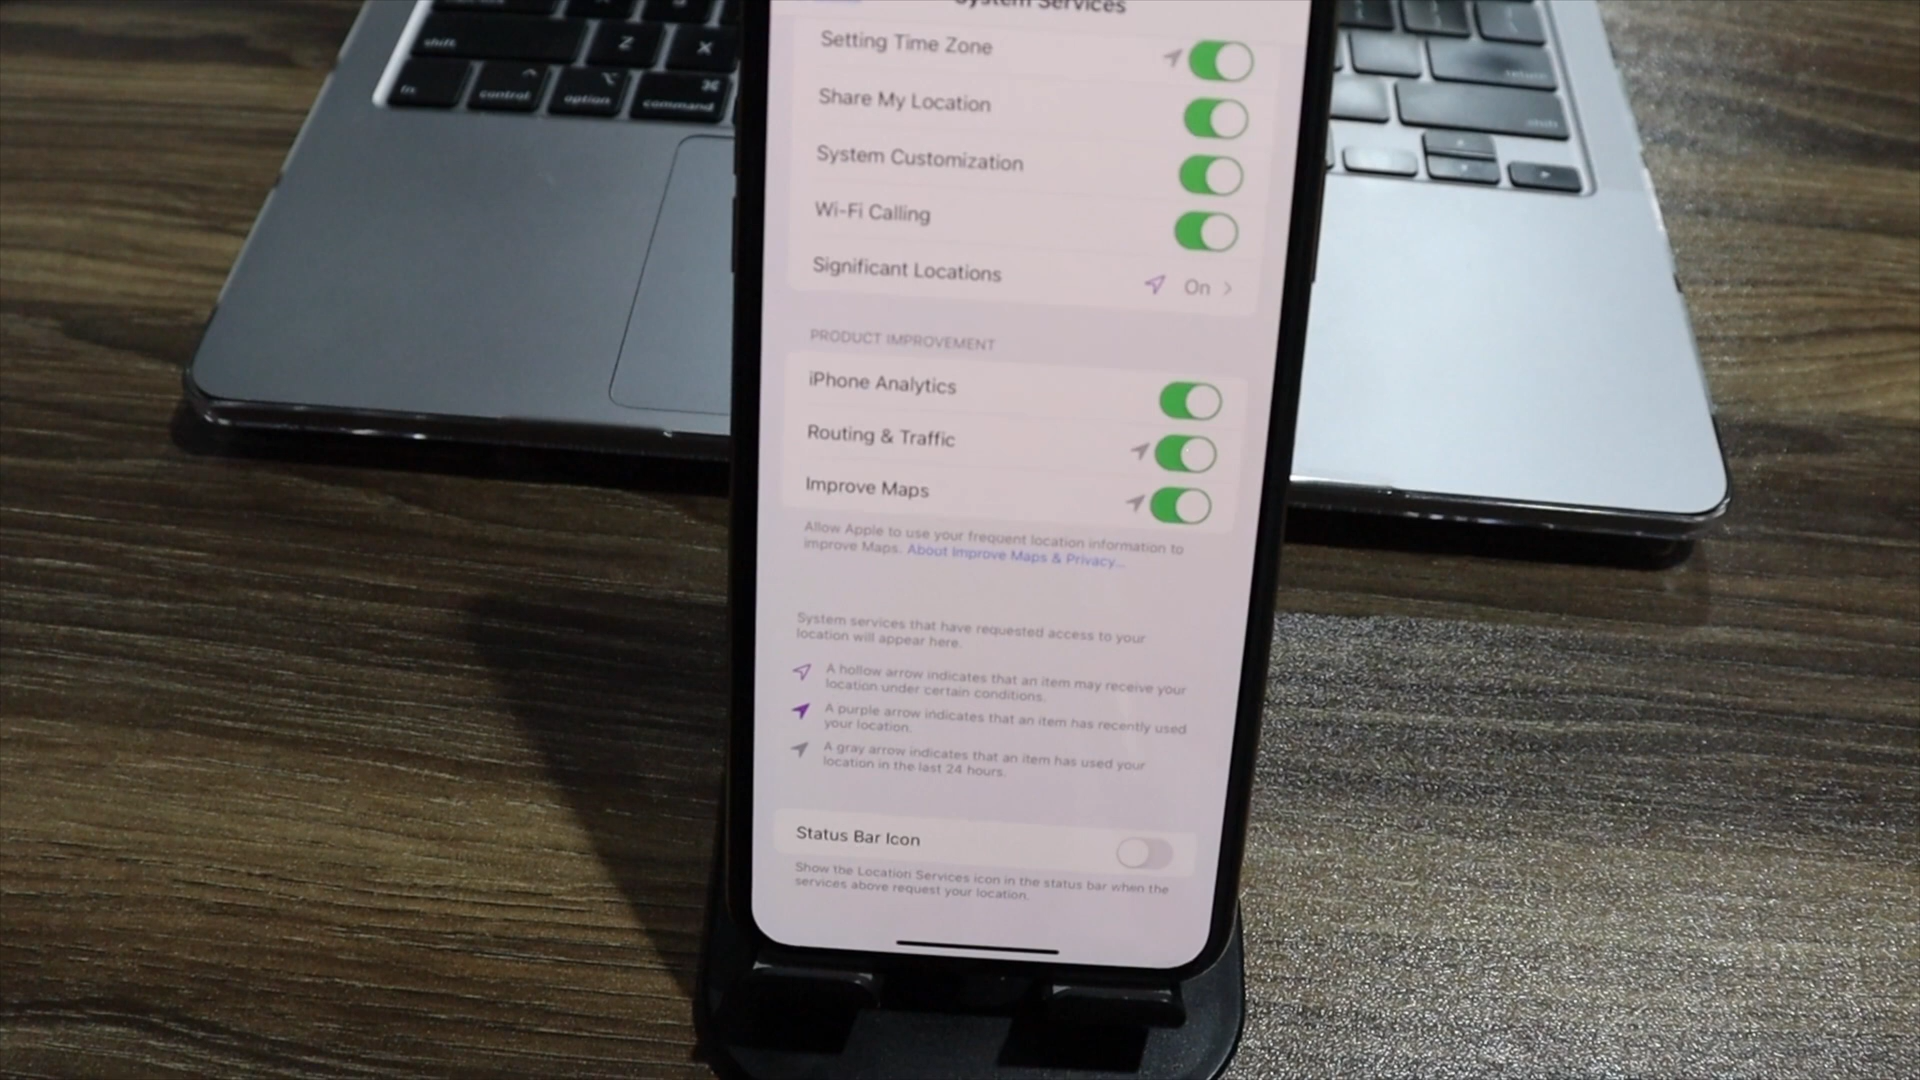 System Services
Setting Time Zone
Share My Location
System Customization
Wi-Fi Calling
Significant Locations On
PRODUCT IMPROVEMENT
iPhone Analytics
Routing & Traffic
Improve Maps
Allow Apple to use your frequent location information to
improve Maps. About Improve Maps & Privacy...
System services that have requested access to your
location will appear here.
A hollow arrow indicates that an item may receive your
location under certain conditions.
A purple arrow indicates that an item has recently used
your location.
A gray arrow indicates that an item has used your
location in the last 24 hours.
Status Bar Icon
Show the Location Services icon in the status bar when the
services above request your location.
shift Z X
fn control option command
return
shift